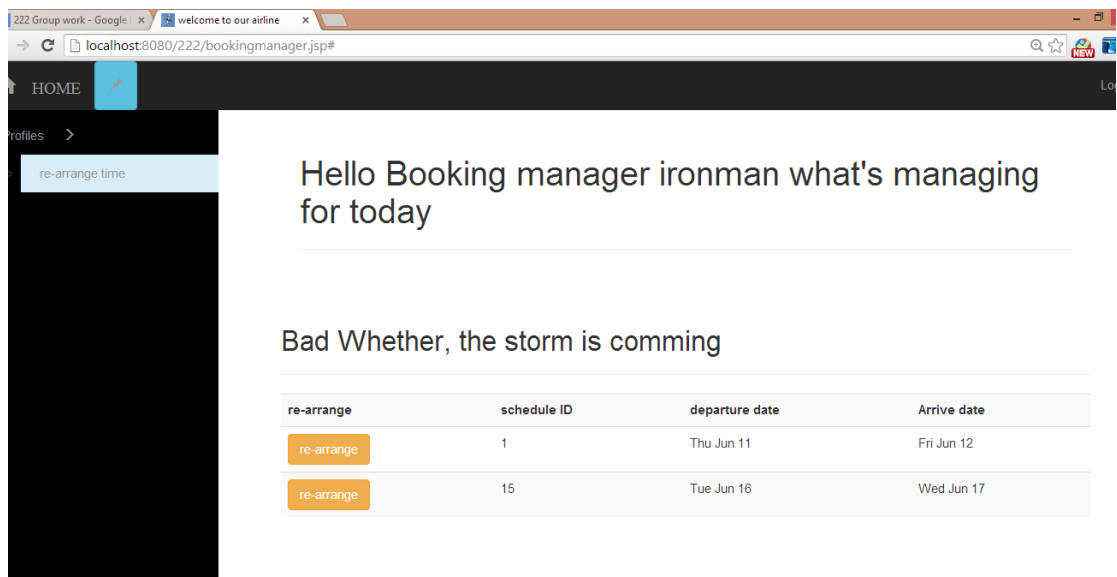 222 Group work - Google
welcome to our airline
localhost:8080/222/bookingmanager.jsp#
NEW
HOME
Log
Profiles
re-arrange time
Hello Booking manager ironman what's managing
for today
Bad Whether, the storm is comming
re-arrange schedule ID departure date Arrive date
re-arrange 1 Thu Jun 11 Fri Jun 12
re-arrange 15 Tue Jun 16 Wed Jun 17